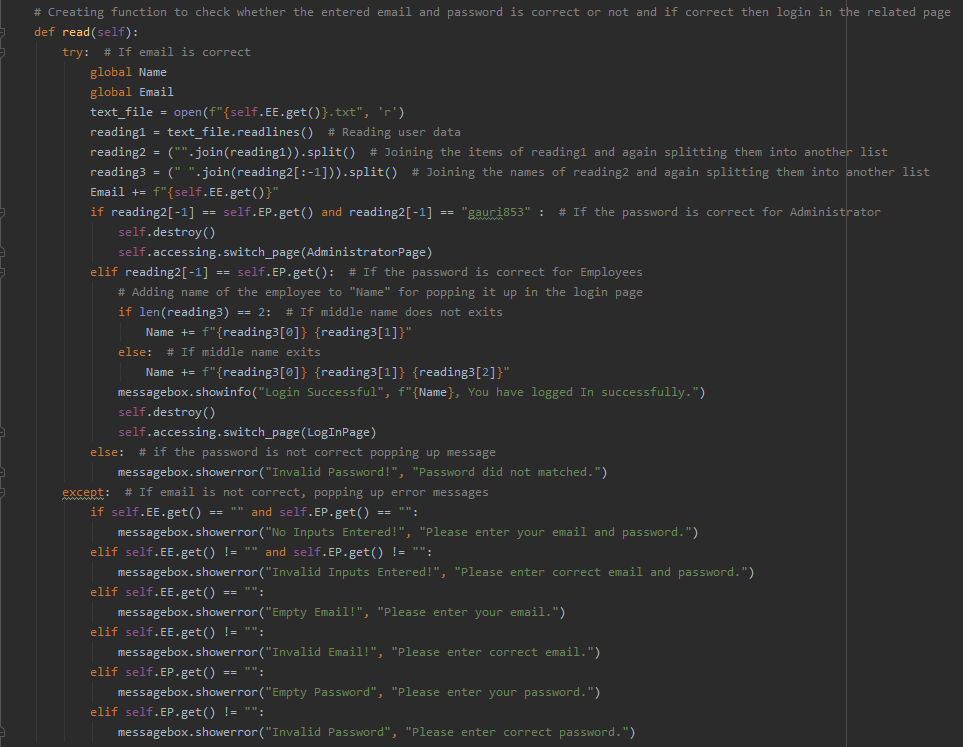 # Creating function to check whether the entered email and password is correct or not and if correct then login in the related page
def read(self):
    try:  # If email is correct
        global Name
        global Email
        text_file = open(f"{self.EE.get()}.txt", 'r')
        reading1 = text_file.readlines()  # Reading user data
        reading2 = ("".join(reading1)).split()  # Joining the items of reading1 and again splitting them into another list
        reading3 = (" ".join(reading2[:-1])).split()  # Joining the names of reading2 and again splitting them into another list
        Email += f"{self.EE.get()}"
        if reading2[-1] == self.EP.get() and reading2[-1] == "gauri853" :  # If the password is correct for Administrator
            self.destroy()
            self.accessing.switch_page(AdministratorPage)
        elif reading2[-1] == self.EP.get():  # If the password is correct for Employees
            # Adding name of the employee to "Name" for popping it up in the login page
            if len(reading3) == 2:  # If middle name does not exits
                Name += f"{reading3[0]} {reading3[1]}"
            else:  # If middle name exits
                Name += f"{reading3[0]} {reading3[1]} {reading3[2]}"
            messagebox.showinfo("Login Successful", f"{Name}, You have logged In successfully.")
            self.destroy()
            self.accessing.switch_page(LogInPage)
        else:  # if the password is not correct popping up message
            messagebox.showerror("Invalid Password!", "Password did not matched.")
    except:  # If email is not correct, popping up error messages
        if self.EE.get() == "" and self.EP.get() == "":
            messagebox.showerror("No Inputs Entered!", "Please enter your email and password.")
        elif self.EE.get() != "" and self.EP.get() != "":
            messagebox.showerror("Invalid Inputs Entered!", "Please enter correct email and password.")
        elif self.EE.get() == "":
            messagebox.showerror("Empty Email!", "Please enter your email.")
        elif self.EE.get() != "":
            messagebox.showerror("Invalid Email!", "Please enter correct email.")
        elif self.EP.get() == "":
            messagebox.showerror("Empty Password", "Please enter your password.")
        elif self.EP.get() != "":
            messagebox.showerror("Invalid Password", "Please enter correct password.")